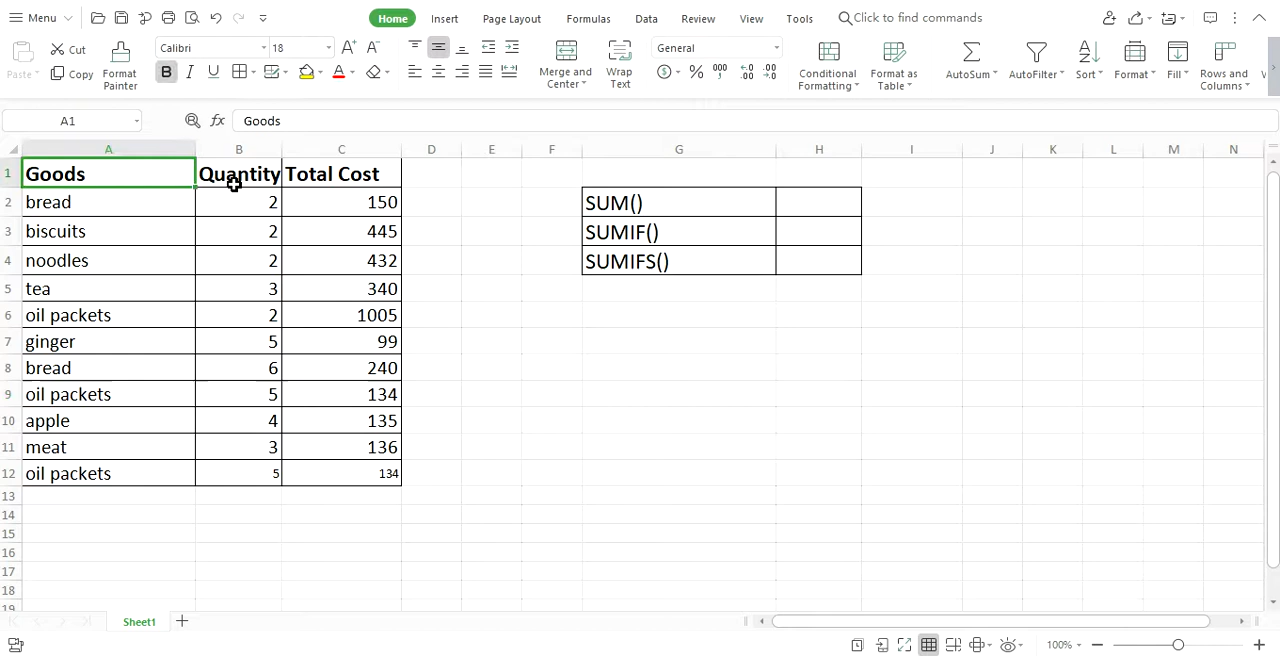 Menu
Home Insert Page Layout Formulas Data Review View Tools Click to find commands
Paste Cut Copy Format Painter Calibri 18 A+ A- B I U A Merge and Center Wrap Text General $ % 000 Conditional Formatting Format as Table AutoSum AutoFilter Sort Format Fill Rows and Columns
A1 fx Goods
A B C D E F G H I J K L M N
1 Goods Quantity Total Cost
2 bread 2 150 SUM()
3 biscuits 2 445 SUMIF()
4 noodles 2 432 SUMIFS()
5 tea 3 340
6 oil packets 2 1005
7 ginger 5 99
8 bread 6 240
9 oil packets 5 134
10 apple 4 135
11 meat 3 136
12 oil packets 5 134
13
14
15
16
17
18
19
Sheet1
100%